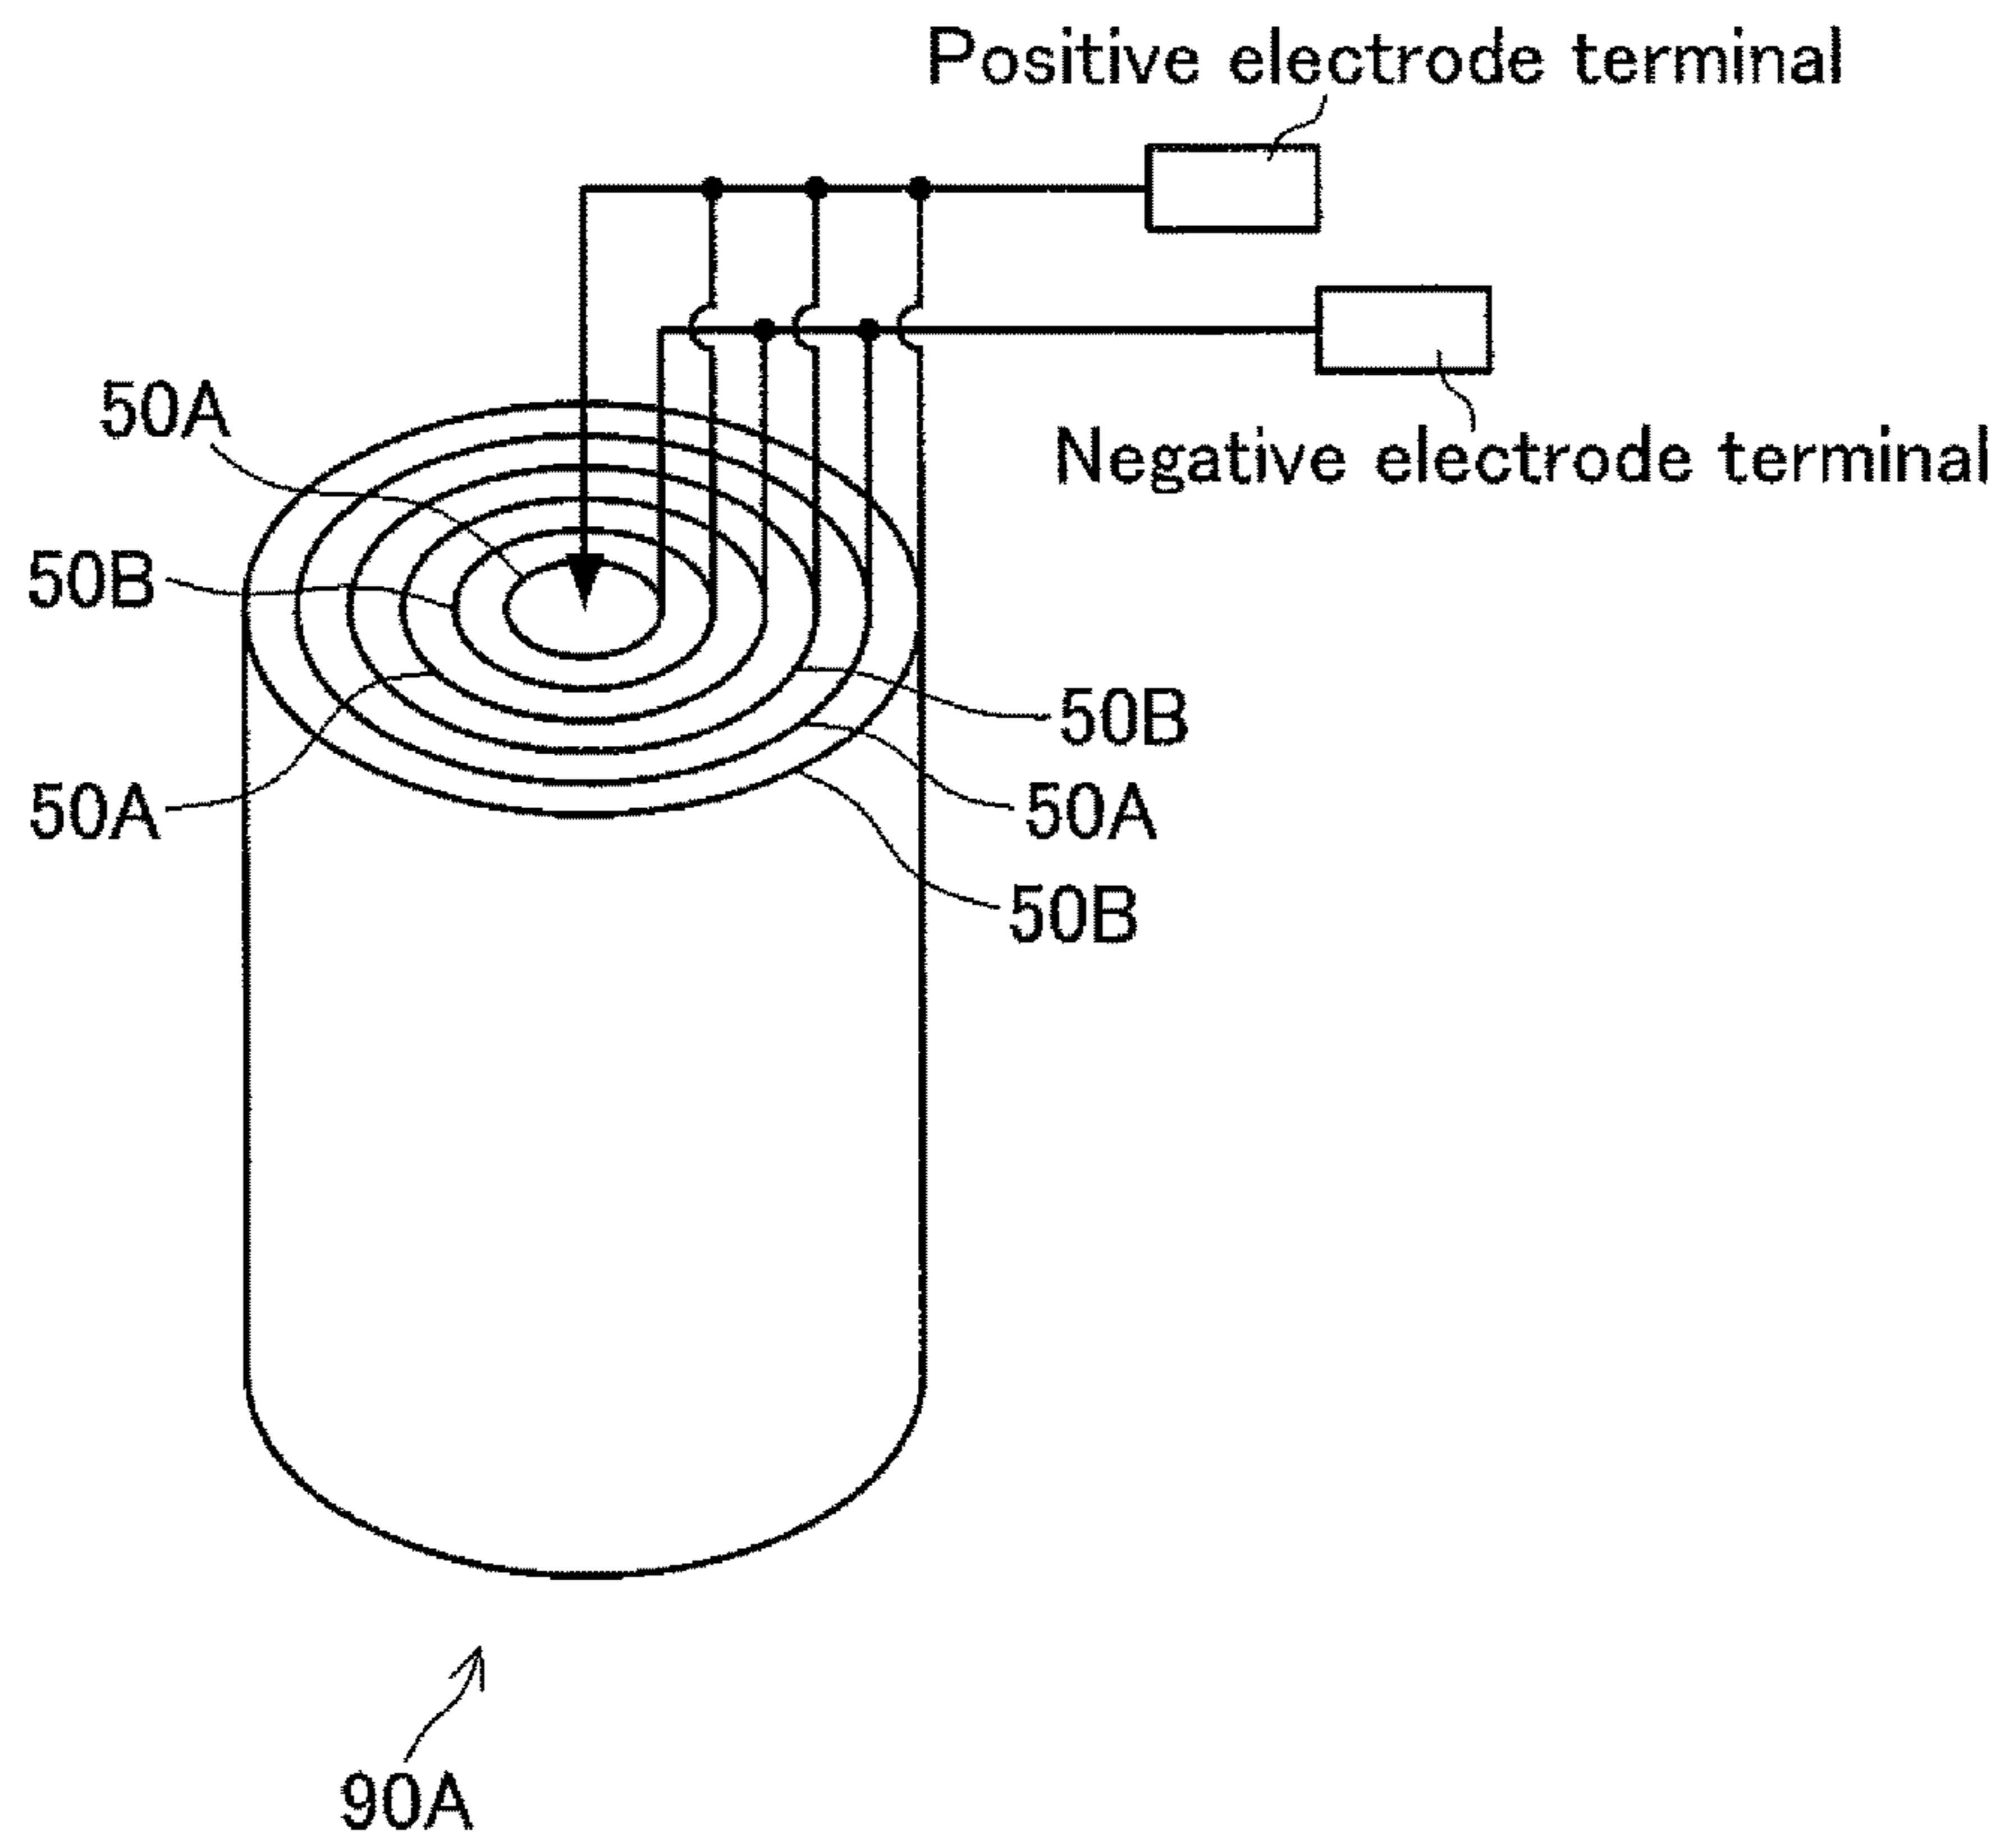 Positive electrode terminal
Negative electrode terminal
50A
50B
50A
50B
50A
50B
90A